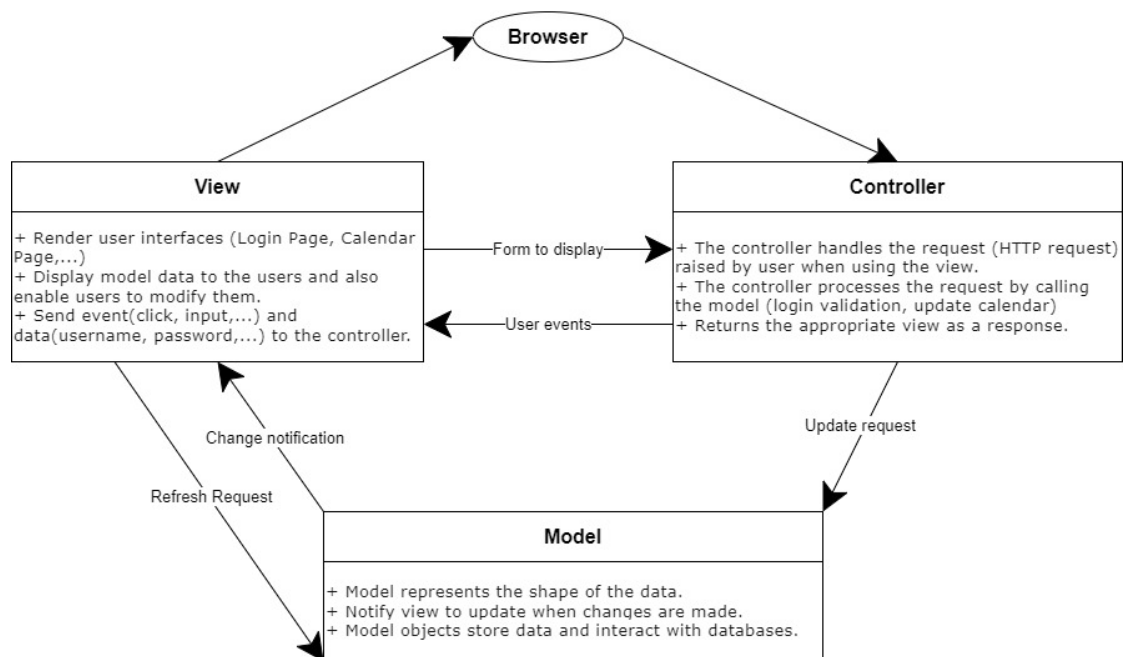 Browser
View
+ Render user interfaces (Login Page, Calendar
Page,...)
+ Display model data to the users and also
enable users to modify them.
+ Send event(click, input,...) and
data(username, password,...) to the controller.
Form to display
User events
Controller
+ The controller handles the request (HTTP request)
raised by user when using the view.
+ The controller processes the request by calling
the model (login validation, update calendar)
+ Returns the appropriate view as a response.
Change notification
Refresh Request
Update request
Model
+ Model represents the shape of the data.
+ Notify view to update when changes are made.
+ Model objects store data and interact with databases.